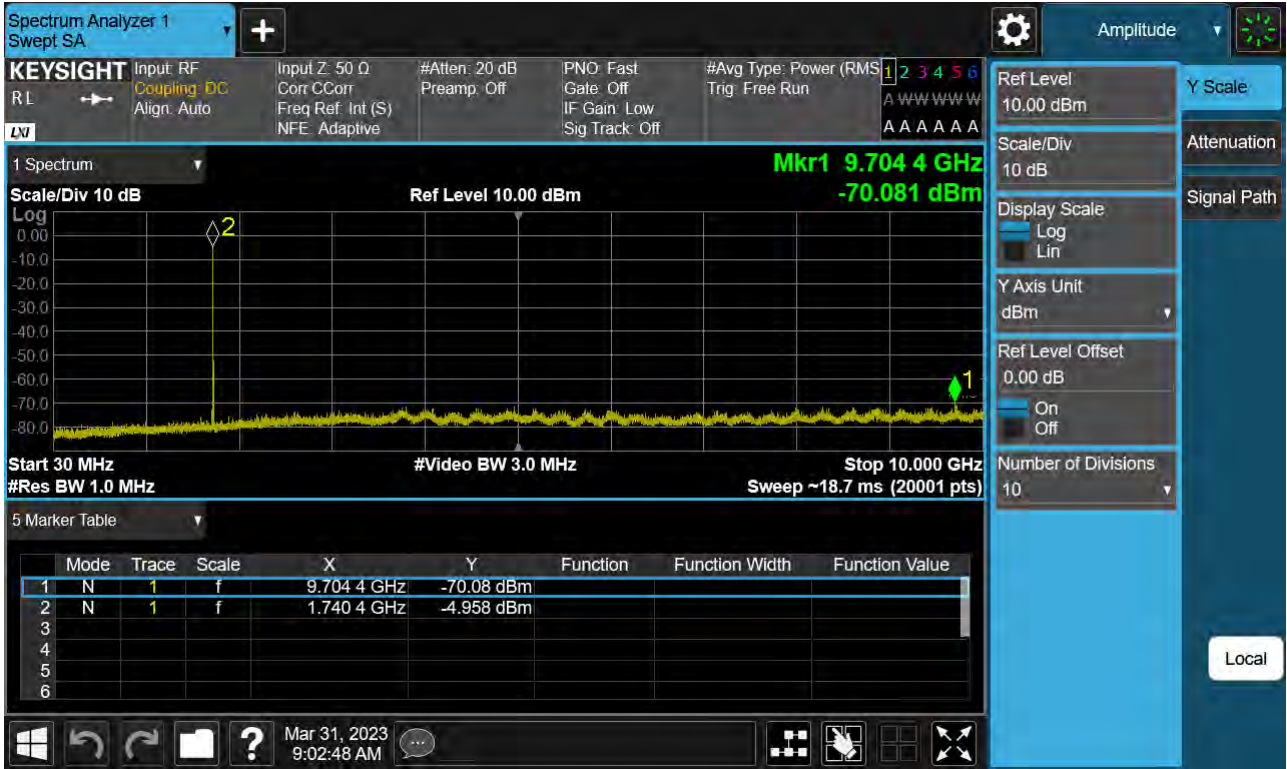 Spectrum Analyzer 1
Swept SA
Amplitude
KEYSIGHT
RL
LXI
Input: RF
Coupling: DC
Align: Auto
Input Z: 50 Ω
Corr CCorr
Freq Ref: Int (S)
NFE: Adaptive
#Atten: 20 dB
Preamp: Off
PNO: Fast
Gate: Off
IF Gain: Low
Sig Track: Off
#Avg Type: Power (RMS
Trig: Free Run
1 2 3 4 5 6
A W W W W W
A A A A A A
1 Spectrum
Mkr1 9.704 4 GHz
Scale/Div 10 dB
Ref Level 10.00 dBm
-70.081 dBm
Log
0.00
-10.0
-20.0
-30.0
-40.0
-50.0
-60.0
-70.0
-80.0
2
1
Start 30 MHz
#Video BW 3.0 MHz
Stop 10.000 GHz
#Res BW 1.0 MHz
Sweep ~18.7 ms (20001 pts)
5 Marker Table
Mode Trace Scale X Y Function Function Width Function Value
1 N 1 f 9.704 4 GHz -70.08 dBm
2 N 1 f 1.740 4 GHz -4.958 dBm
3
4
5
6
Ref Level
10.00 dBm
Scale/Div
10 dB
Display Scale
Log
Lin
Y Axis Unit
dBm
Ref Level Offset
0.00 dB
On
Off
Number of Divisions
10
Y Scale
Attenuation
Signal Path
Local
?
Mar 31, 2023
9:02:48 AM